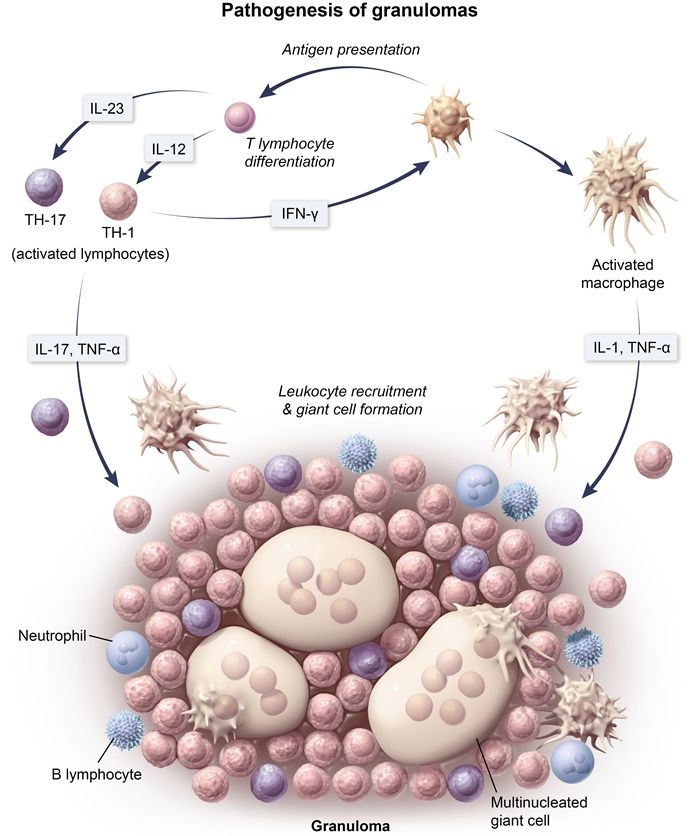 Pathogenesis of granulomas
Antigen presentation
IL-23
IL-12
T lymphocyte
differentiation
TH-17
TH-1
(activated lymphocytes)
IFN-γ
Activated
macrophage
IL-17, TNF-α
IL-1, TNF-α
Leukocyte recruitment
& giant cell formation
Neutrophil
B lymphocyte
Multinucleated
giant cell
Granuloma